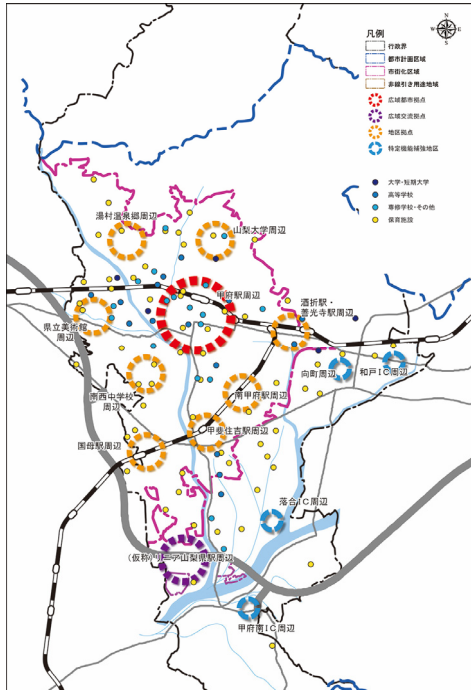 凡例
行政界
都市計画区域
市街化区域
非線引き用途地域
広域都市拠点
広域交流拠点
地区拠点
特定機能補強地区
大学・短期大学
高等学校
専修学校・その他
保育施設
N
W
E
S
湯村温泉郷周辺
山梨大学周辺
甲府駅周辺
酒折駅・
善光寺駅周辺
県立美術館
周辺
向町周辺
和戸IC周辺
南西中学校
周辺
南甲府駅周辺
甲斐住吉駅周辺
国母駅周辺
落合IC周辺
(仮称)リニア山梨県駅周辺
甲府南IC周辺